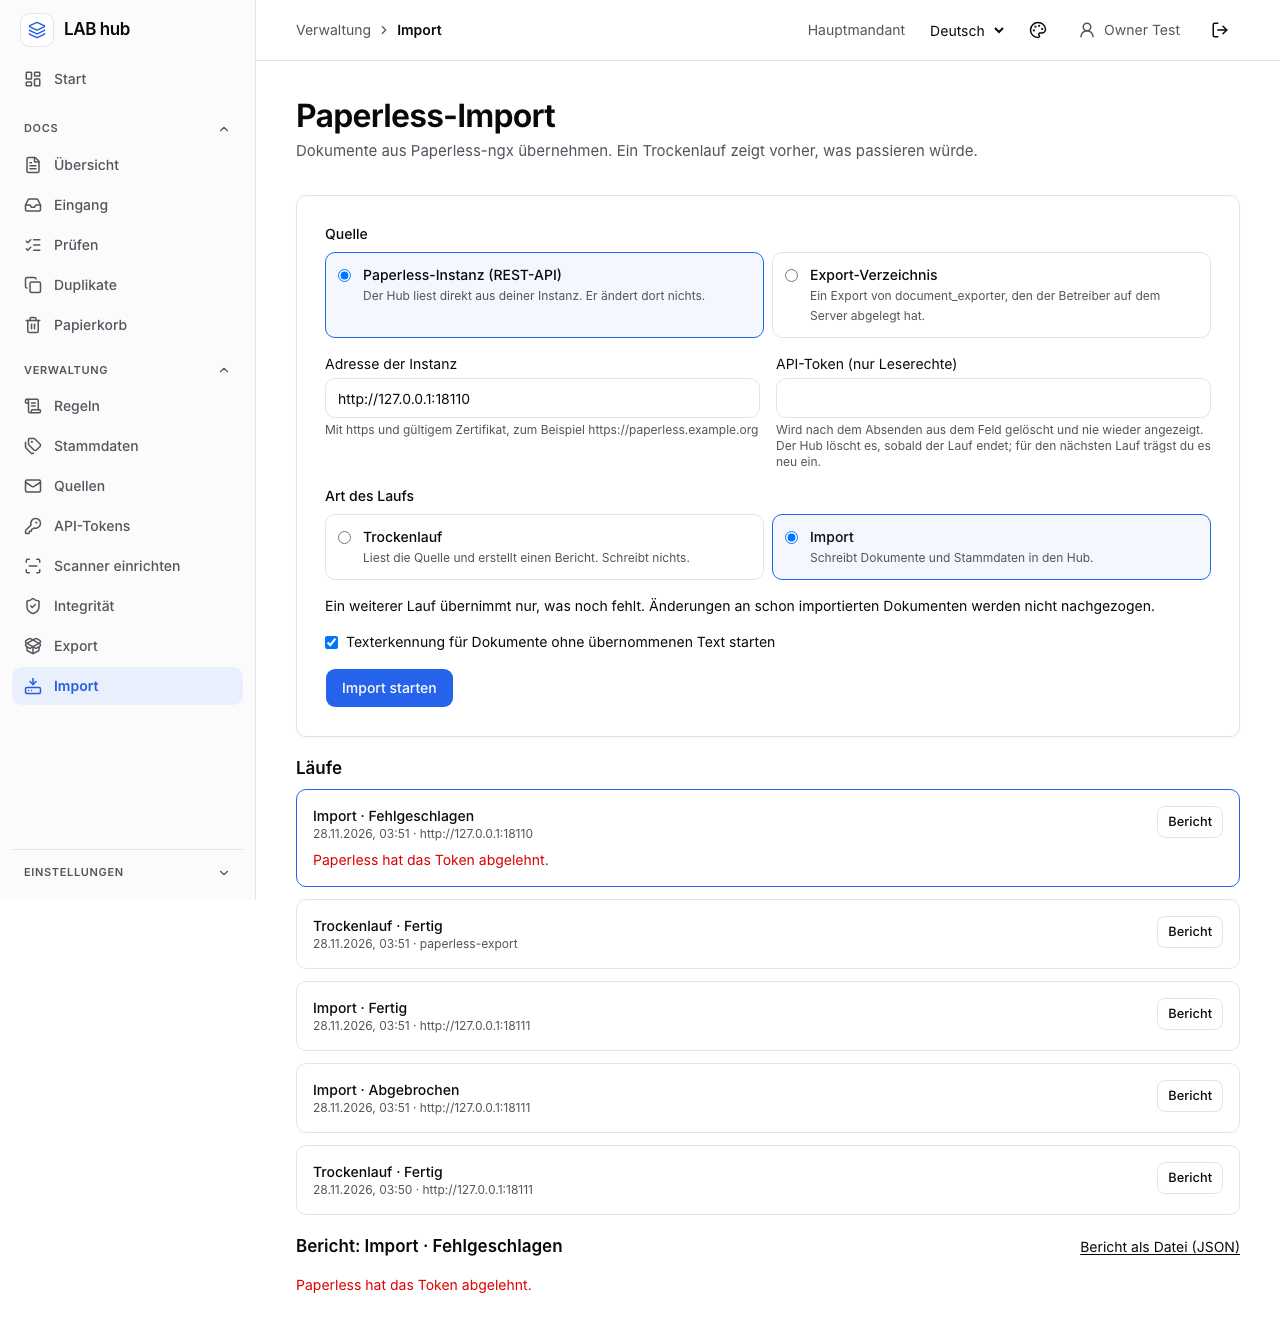 LAB hub
Start
DOCS
Übersicht
Eingang
Prüfen
Duplikate
Papierkorb
VERWALTUNG
Regeln
Stammdaten
Quellen
API-Tokens
Scanner einrichten
Integrität
Export
Import
EINSTELLUNGEN
Verwaltung > Import
Hauptmandant
Deutsch
Owner Test
Paperless-Import
Dokumente aus Paperless-ngx übernehmen. Ein Trockenlauf zeigt vorher, was passieren würde.
Quelle
Paperless-Instanz (REST-API)
Der Hub liest direkt aus deiner Instanz. Er ändert dort nichts.
Export-Verzeichnis
Ein Export von document_exporter, den der Betreiber auf dem
Server abgelegt hat.
Adresse der Instanz
http://127.0.0.1:18110
Mit https und gültigem Zertifikat, zum Beispiel https://paperless.example.org
API-Token (nur Leserechte)
Wird nach dem Absenden aus dem Feld gelöscht und nie wieder angezeigt.
Der Hub löscht es, sobald der Lauf endet; für den nächsten Lauf trägst du es
neu ein.
Art des Laufs
Trockenlauf
Liest die Quelle und erstellt einen Bericht. Schreibt nichts.
Import
Schreibt Dokumente und Stammdaten in den Hub.
Ein weiterer Lauf übernimmt nur, was noch fehlt. Änderungen an schon importierten Dokumenten werden nicht nachgezogen.
Texterkennung für Dokumente ohne übernommenen Text starten
Import starten
Läufe
Import · Fehlgeschlagen
28.11.2026, 03:51 · http://127.0.0.1:18110
Paperless hat das Token abgelehnt.
Bericht
Trockenlauf · Fertig
28.11.2026, 03:51 · paperless-export
Bericht
Import · Fertig
28.11.2026, 03:51 · http://127.0.0.1:18111
Bericht
Import · Abgebrochen
28.11.2026, 03:51 · http://127.0.0.1:18111
Bericht
Trockenlauf · Fertig
28.11.2026, 03:50 · http://127.0.0.1:18111
Bericht
Bericht: Import · Fehlgeschlagen
Bericht als Datei (JSON)
Paperless hat das Token abgelehnt.